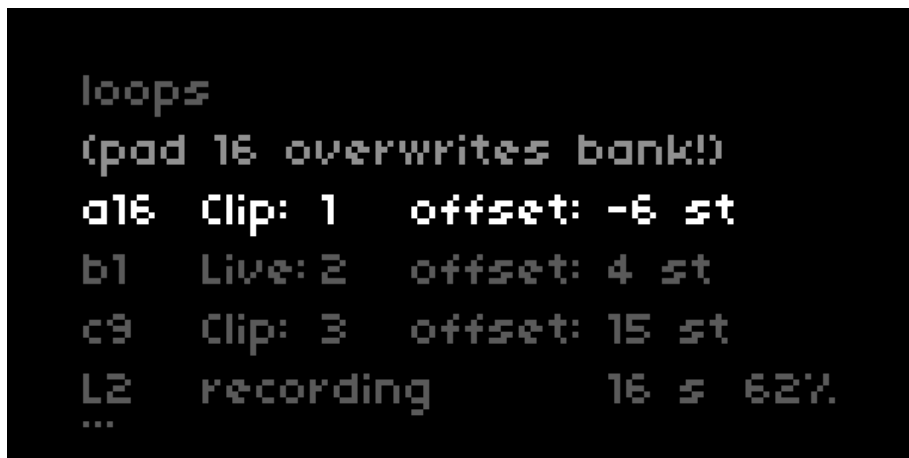 loops
(pad 16 overwrites bank!)
a16 Clip: 1 offset: -6 st
b1 Live: 2 offset: 4 st
c9 Clip: 3 offset: 15 st
L2 recording 16 s 62%
...